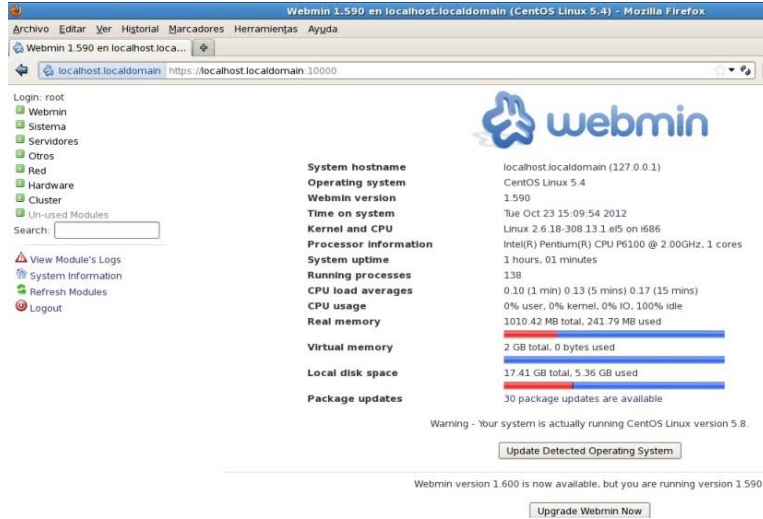 Webmin 1.590 en localhost.localdomain (CentOS Linux 5.4) - Mozilla Firefox
Archivo Editar Ver Historial Marcadores Herramientas Ayuda
Webmin 1.590 en localhost.loca...
localhost.localdomain https://localhost.localdomain:10000
Login: root
Webmin
Sistema
Servidores
Otros
Red
Hardware
Cluster
Un-used Modules
Search:
View Module's Logs
System Information
Refresh Modules
Logout
webmin
System hostname localhost.localdomain (127.0.0.1)
Operating system CentOS Linux 5.4
Webmin version 1.590
Time on system Tue Oct 23 15:09:54 2012
Kernel and CPU Linux 2.6.18-308.13.1.el5 on i686
Processor information Intel(R) Pentium(R) CPU P6100 @ 2.00GHz, 1 cores
System uptime 1 hours, 01 minutes
Running processes 138
CPU load averages 0.10 (1 min) 0.13 (5 mins) 0.17 (15 mins)
CPU usage 0% user, 0% kernel, 0% IO, 100% idle
Real memory 1010.42 MB total, 241.79 MB used
Virtual memory 2 GB total, 0 bytes used
Local disk space 17.41 GB total, 5.36 GB used
Package updates 30 package updates are available
Warning - Your system is actually running CentOS Linux version 5.8.
Update Detected Operating System
Webmin version 1.600 is now available, but you are running version 1.590
Upgrade Webmin Now